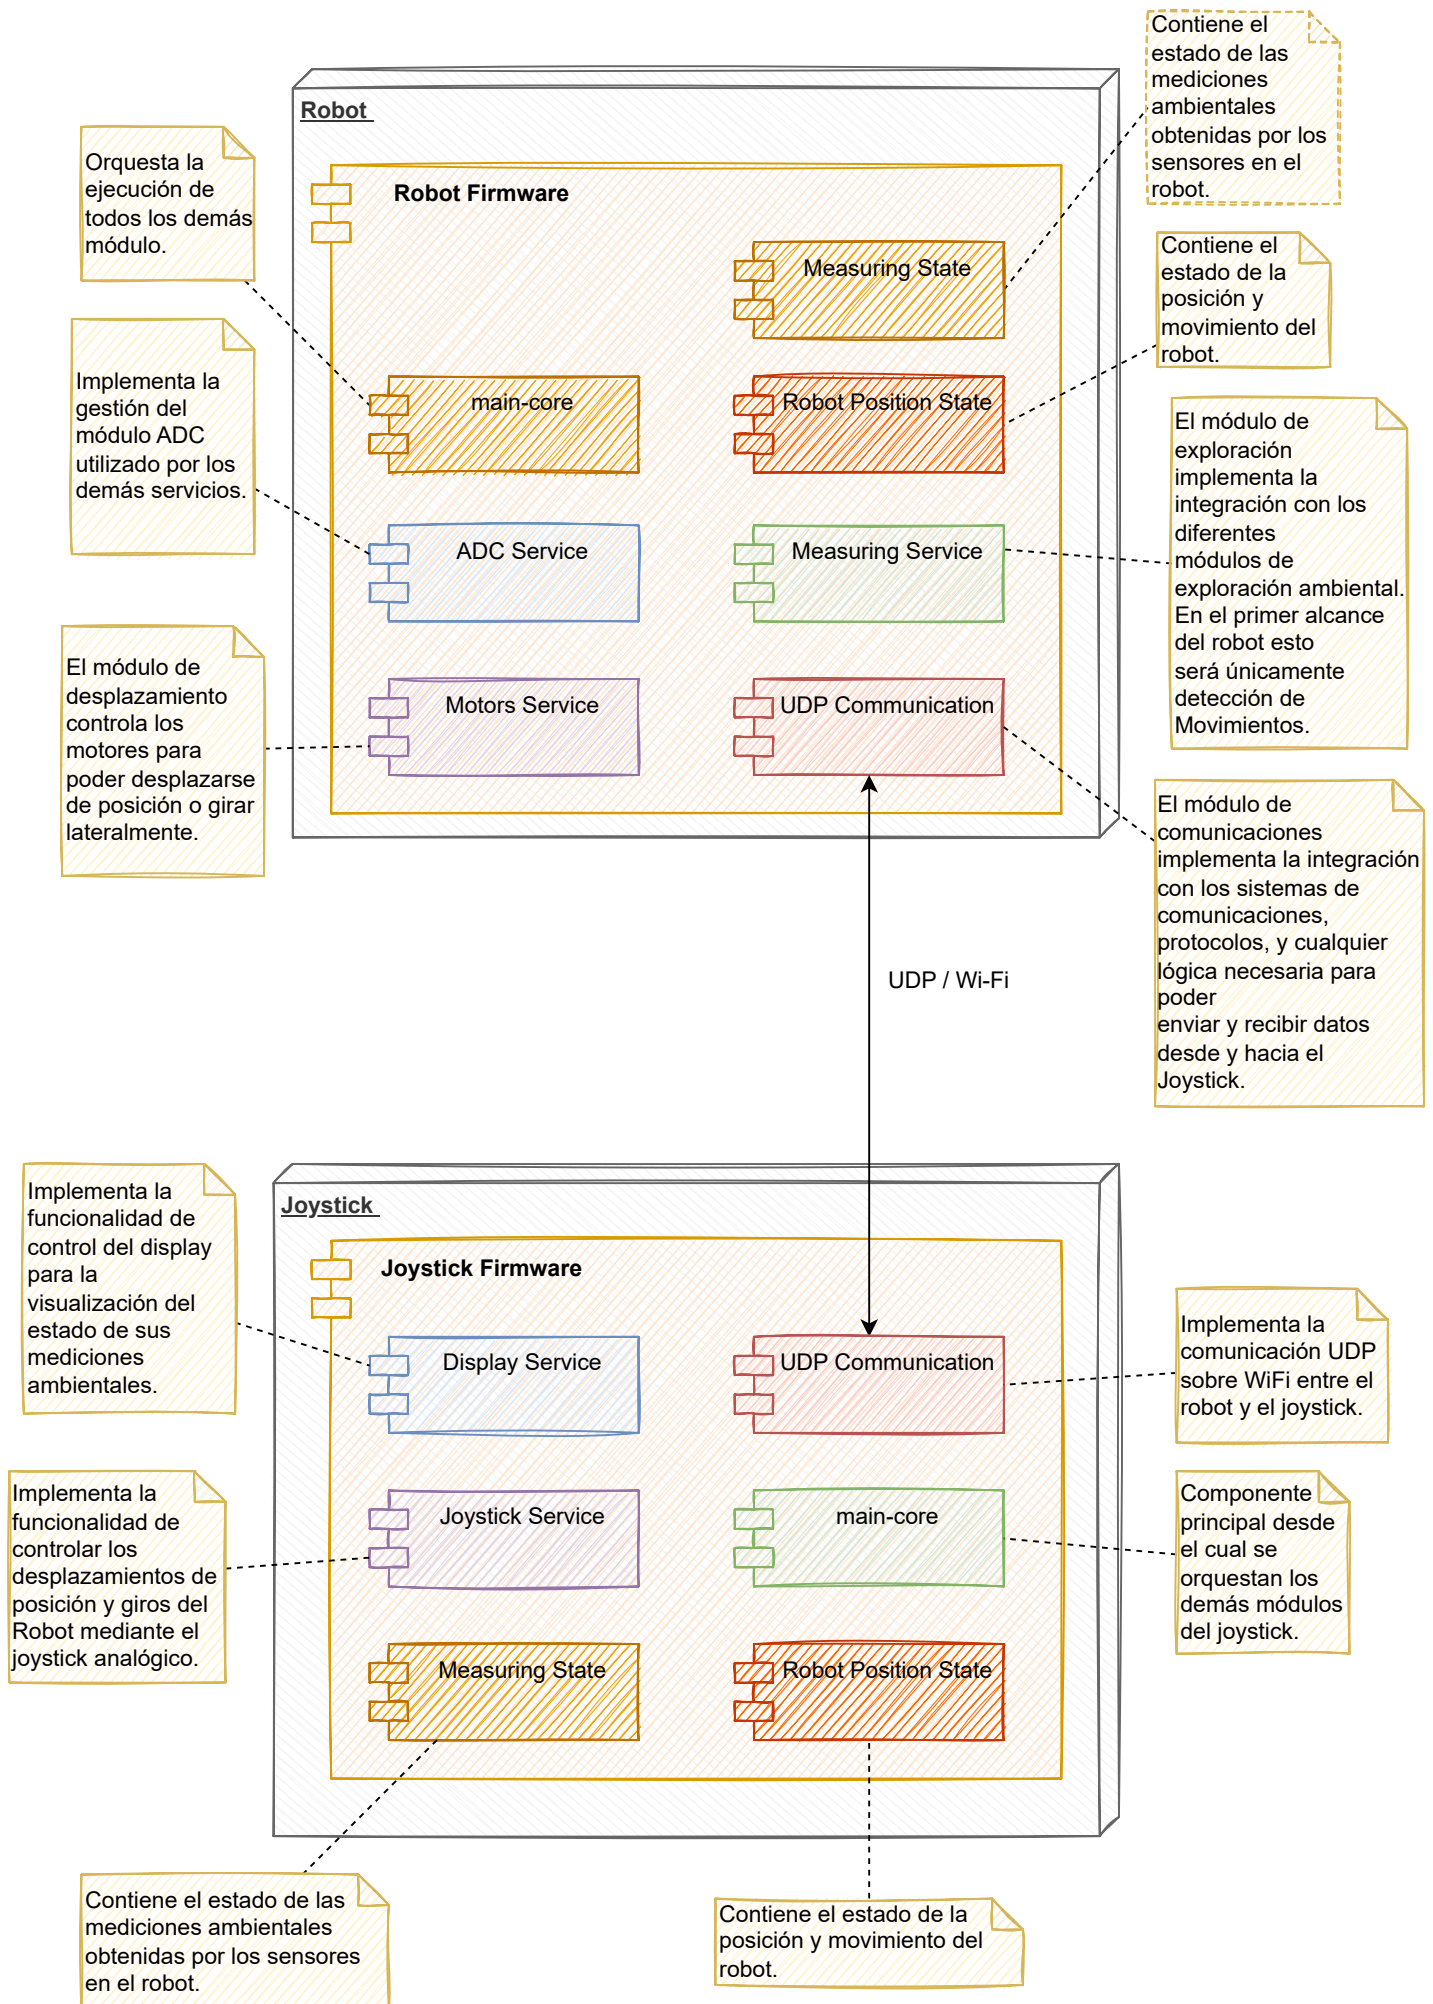 Contiene el
estado de las
mediciones
ambientales
obtenidas por los
sensores en el
robot.
Robot
Orquesta la
ejecución de
todos los demás
módulo.
Robot Firmware
Measuring State
Contiene el
estado de la
posición y
movimiento del
robot.
main-core
Robot Position State
Implementa la
gestión del
módulo ADC
utilizado por los
demás servicios.
El módulo de
exploración
implementa la
integración con los
diferentes
módulos de
exploración ambiental.
En el primer alcance
del robot esto
será únicamente
detección de
Movimientos.
ADC Service
Measuring Service
El módulo de
desplazamiento
controla los
motores para
poder desplazarse
de posición o girar
lateralmente.
Motors Service
UDP Communication
El módulo de
comunicaciones
implementa la integración
con los sistemas de
comunicaciones,
protocolos, y cualquier
lógica necesaria para
poder
enviar y recibir datos
desde y hacia el
Joystick.
UDP / Wi-Fi
Implementa la
funcionalidad de
control del display
para la
visualización del
estado de sus
mediciones
ambientales.
Joystick
Joystick Firmware
Display Service
UDP Communication
Implementa la
comunicación UDP
sobre WiFi entre el
robot y el joystick.
Implementa la
funcionalidad de
controlar los
desplazamientos de
posición y giros del
Robot mediante el
joystick analógico.
Joystick Service
main-core
Componente
principal desde
el cual se
orquestan los
demás módulos
del joystick.
Measuring State
Robot Position State
Contiene el estado de las
mediciones ambientales
obtenidas por los sensores
en el robot.
Contiene el estado de la
posición y movimiento del
robot.